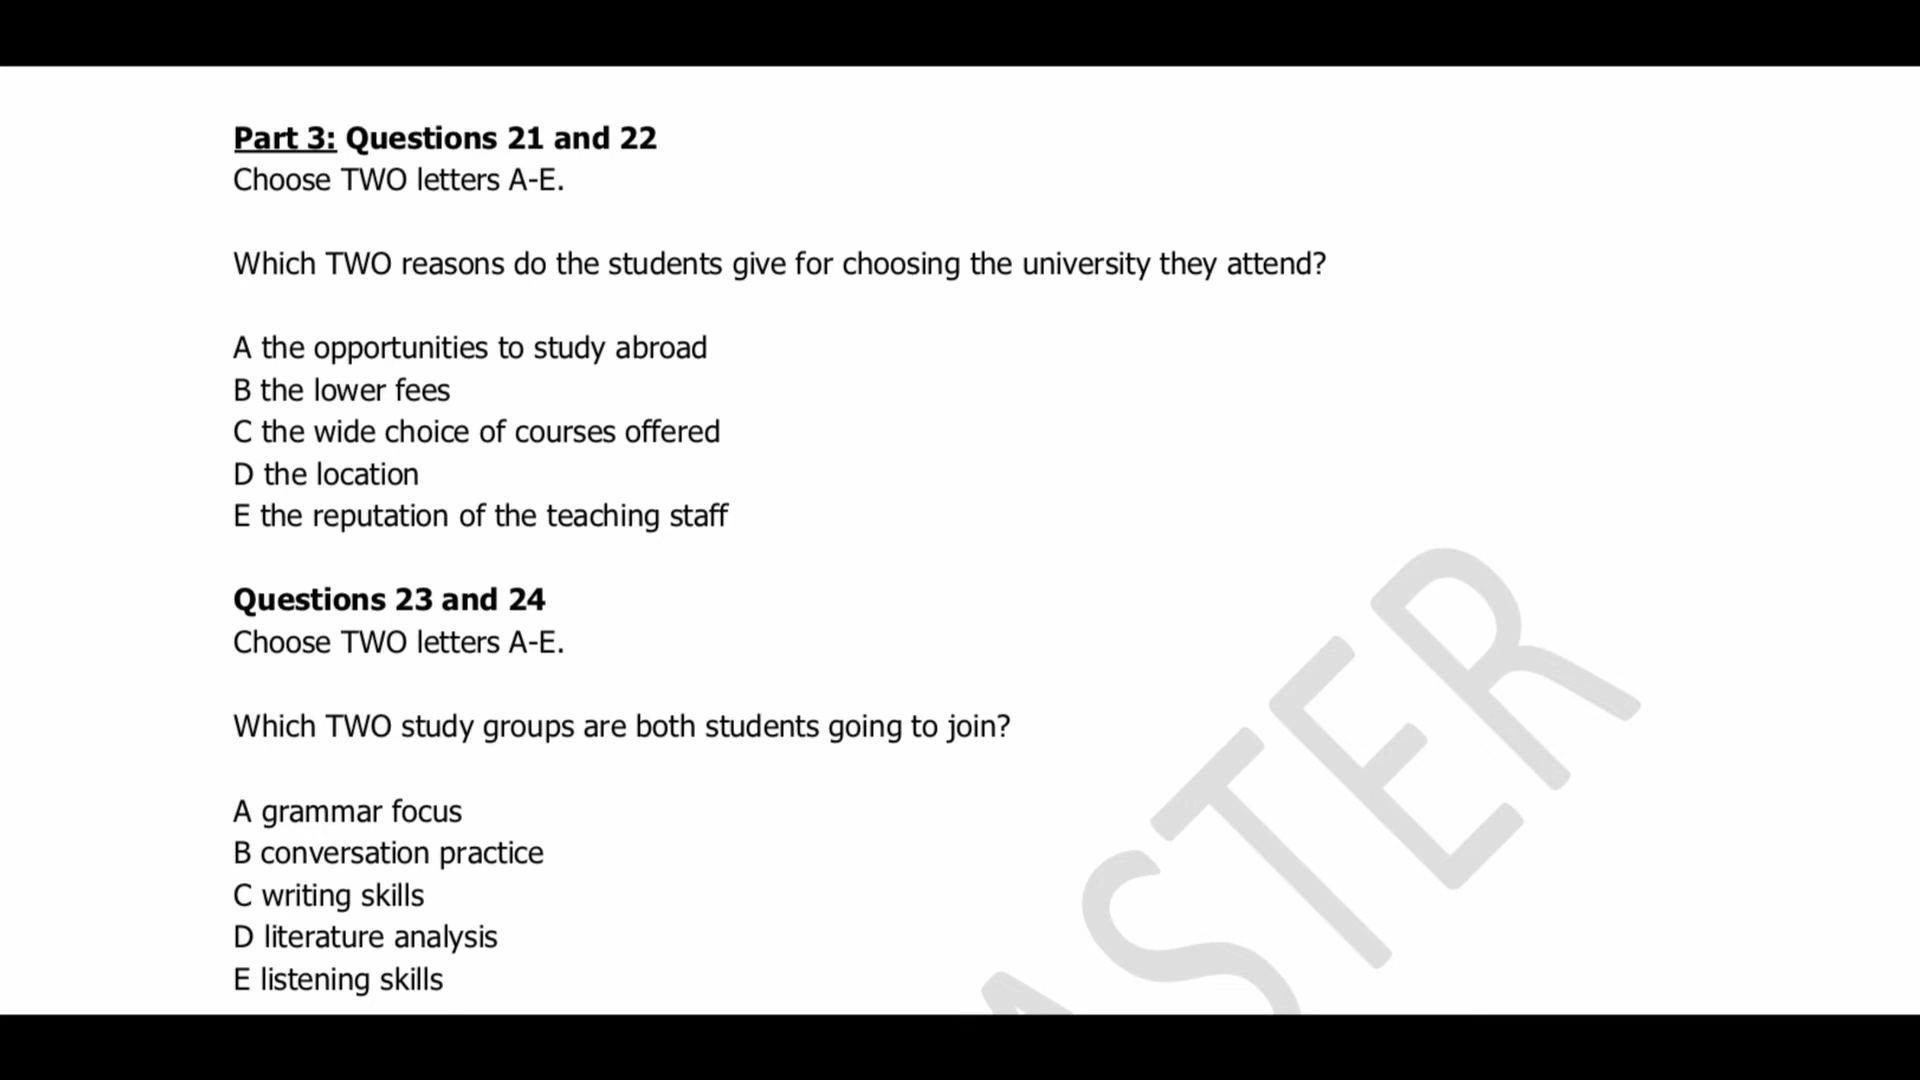 Part 3: Questions 21 and 22
Choose TWO letters A-E.
Which TWO reasons do the students give for choosing the university they attend?
A the opportunities to study abroad
B the lower fees
C the wide choice of courses offered
D the location
E the reputation of the teaching staff
Questions 23 and 24
Choose TWO letters A-E.
Which TWO study groups are both students going to join?
A grammar focus
B conversation practice
C writing skills
D literature analysis
E listening skills
ASTER